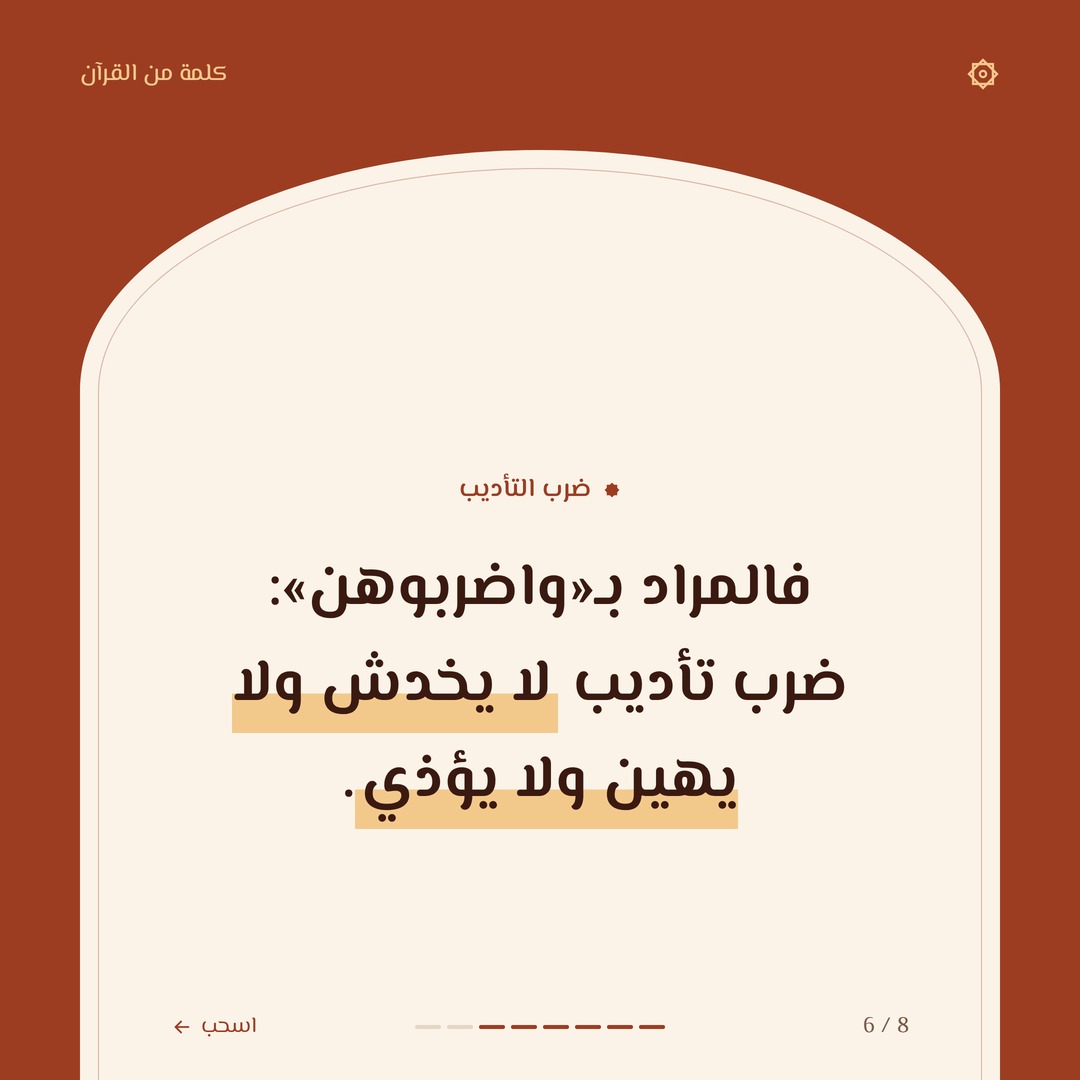 كلمة من القرآن
ضرب التأديب
فالمراد بـ«واضربوهن»:
ضرب تأديب لا يخدش ولا
يهين ولا يؤذي.
6 / 8
اسحب ←